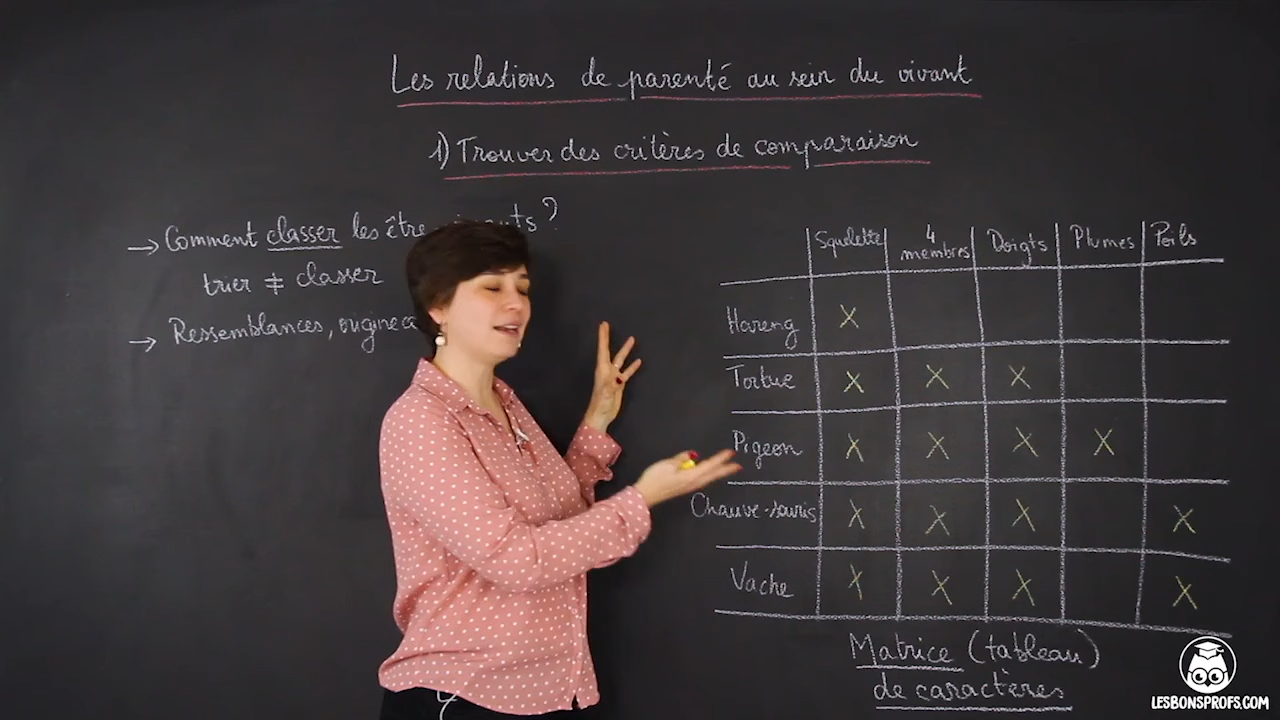 Les relations de parenté au sein du vivant
1) Trouver des critères de comparaison
→ Comment classer les être ?
trier ≠ classer
→ Ressemblances, origine
Squelette 4 membres Doigts Plumes Poils
Hareng X
Tortue X X X
Pigeon X X X X
Chauve-souris X X X X
Vache X X X X
Matrice (tableau)
de caractères
LESBONSPROFS.COM